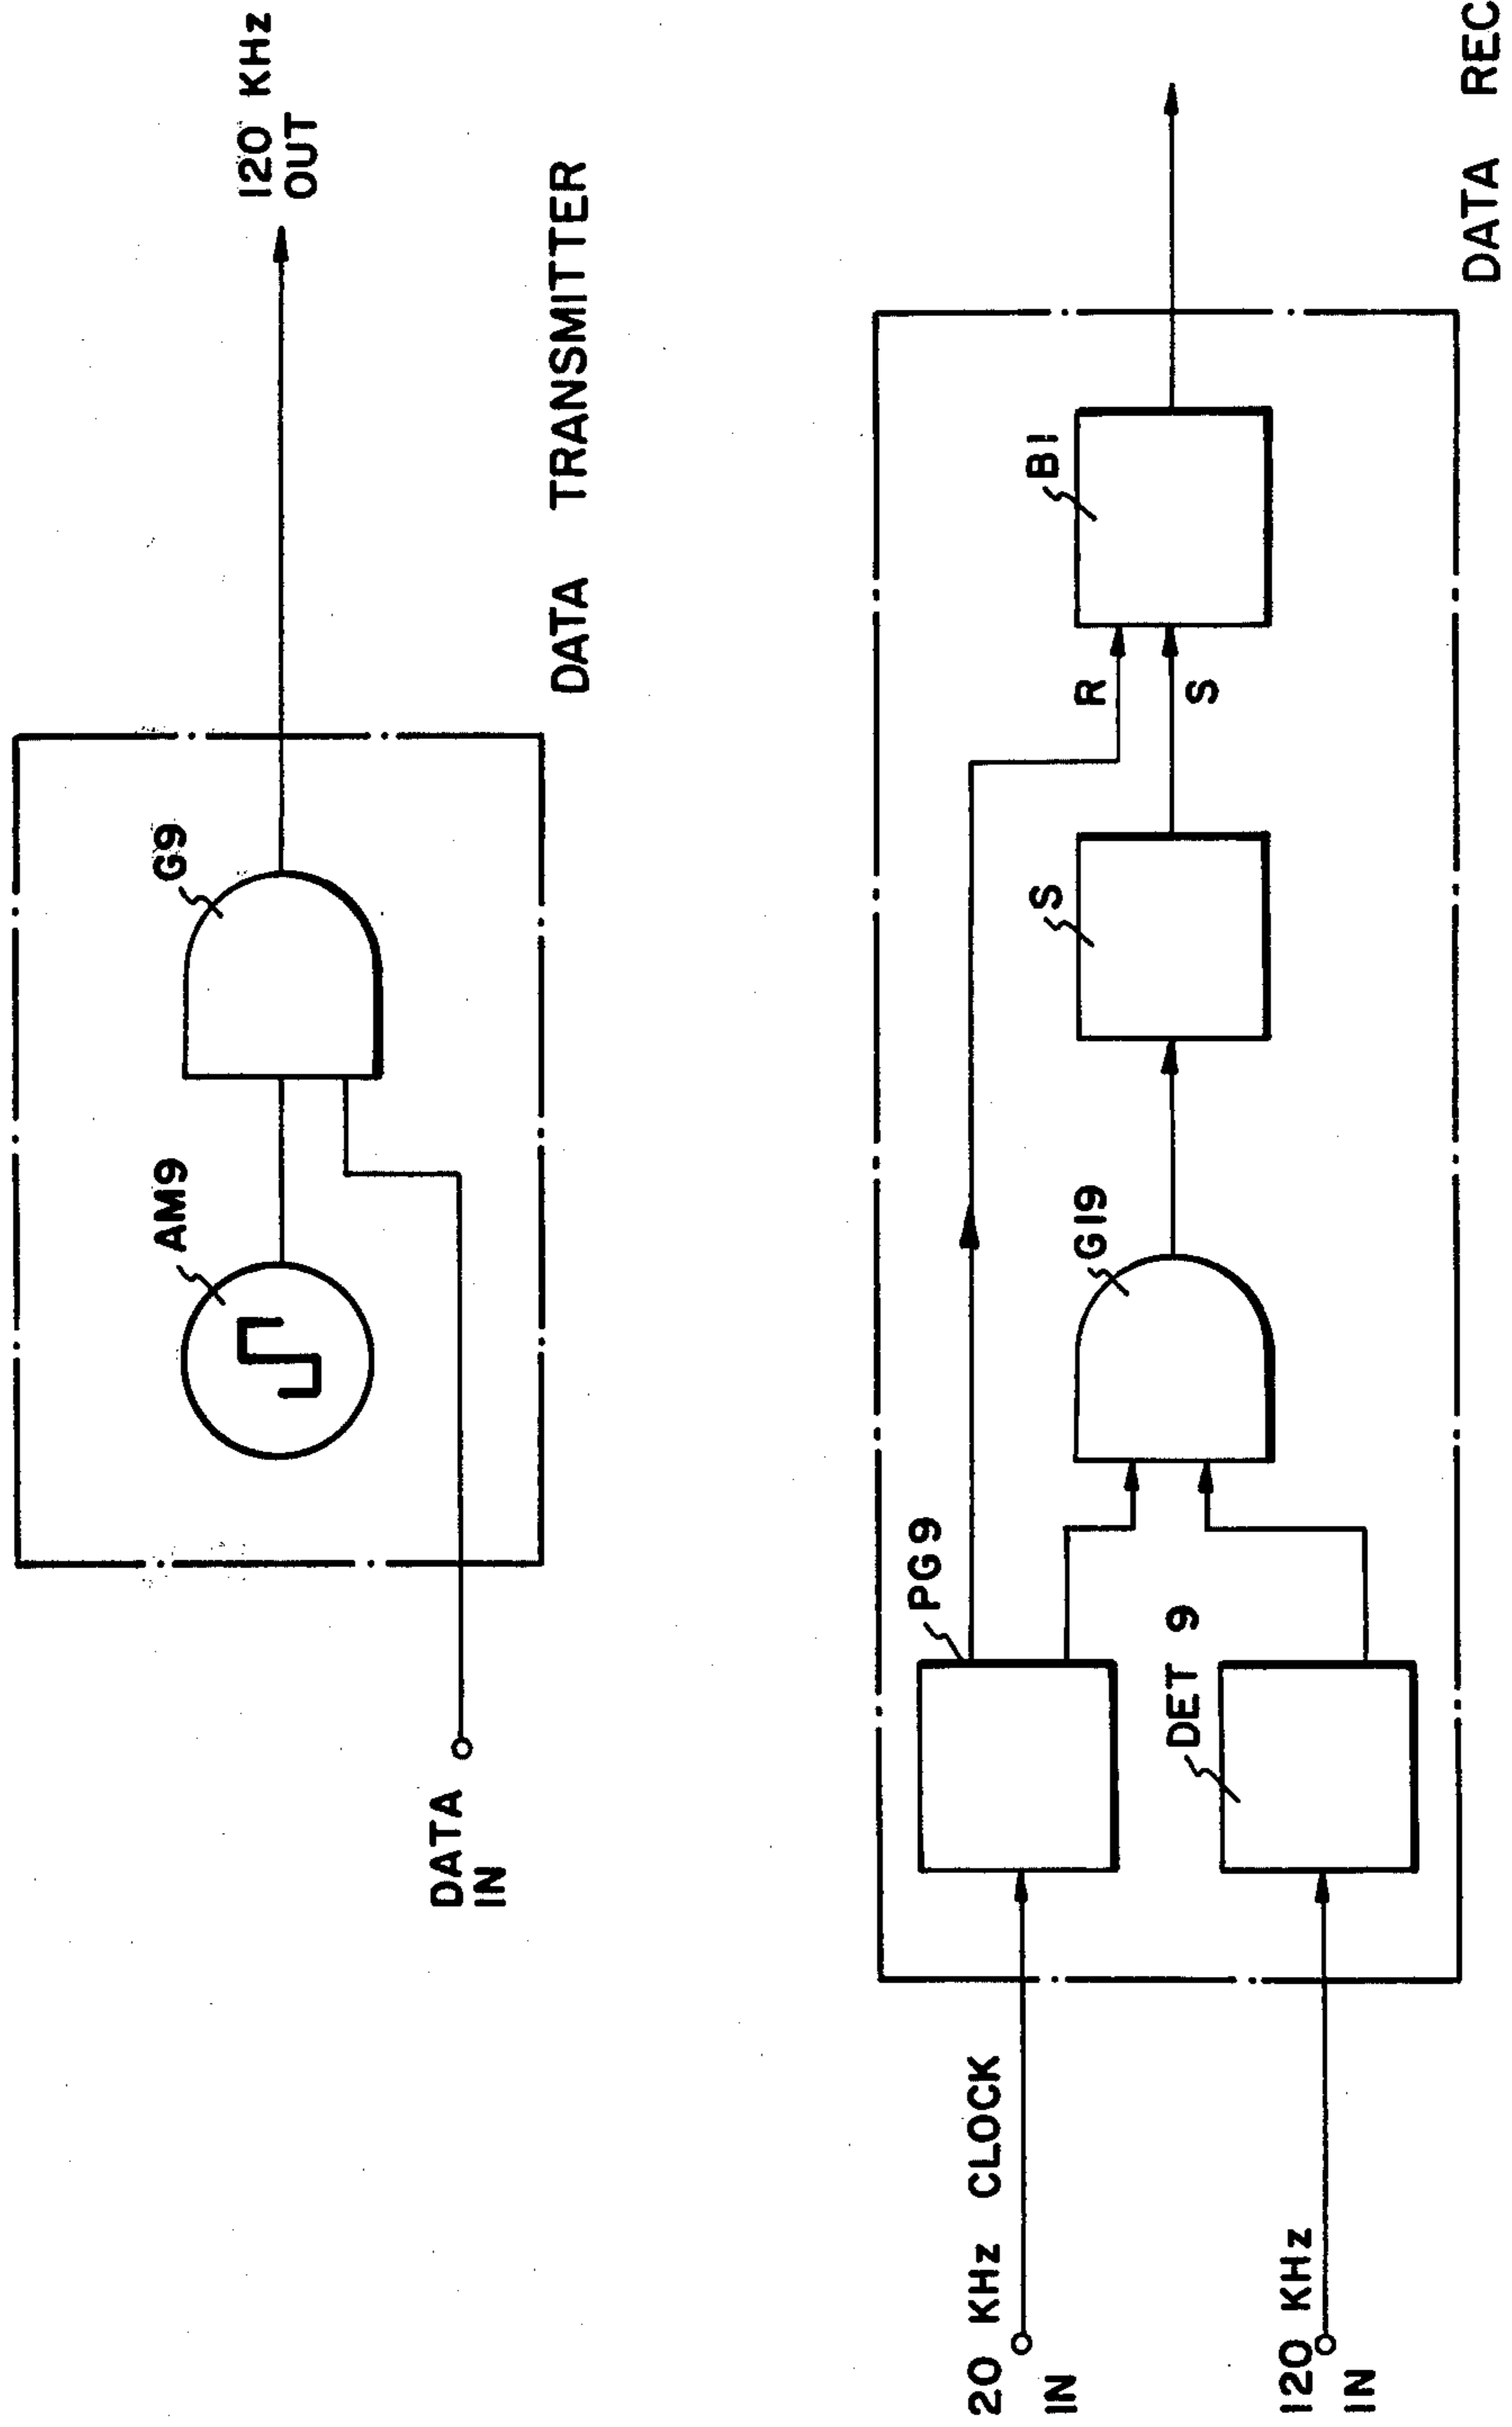 120 KHz
OUT
G9
AM9
DATA
IN
DATA TRANSMITTER
B1
R
S
S
G19
PG9
DET 9
20 KHz CLOCK
IN
120 KHz
IN
DATA REC